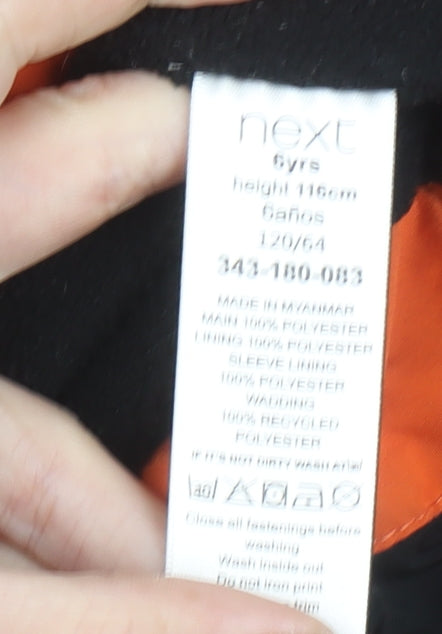 next
6yrs
height 116cm
6años
120/64
343-180-083
MADE IN MYANMAR
MAIN 100% POLYESTER
LINING 100% POLYESTER
SLEEVE LINING
100% POLYESTER
WADDING
100% RECYCLED
POLYESTER
IF IT'S NOT DIRTY WASH AT
40
Close all fastenings before
washing
Wash inside out
Do not iron print
trim